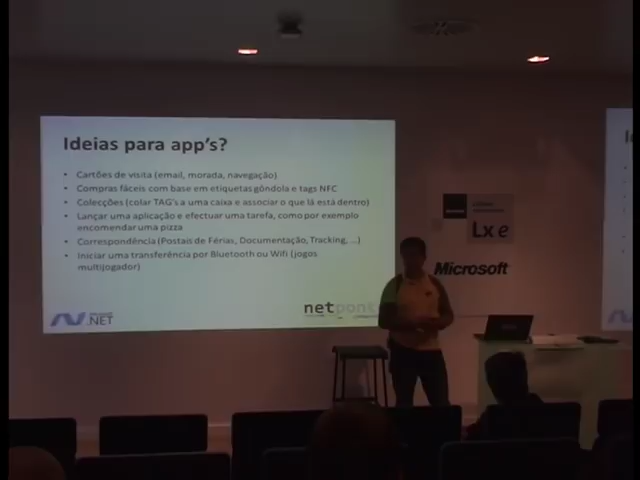 Ideias para app's?
• Cartões de visita (email, morada, navegação)
• Compras fáceis com base em etiquetas gôndola e tags NFC
• Colecções (colar TAG's a uma caixa e associar o que lá está dentro)
• Lançar uma aplicação e efectuar uma tarefa, como por exemplo
encomendar uma pizza
• Correspondência (Postais de Férias, Documentação, Tracking, ...)
• Iniciar uma transferência por Bluetooth ou Wifi (jogos
multijogador)
.NET
netpont
Lx e
Microsoft